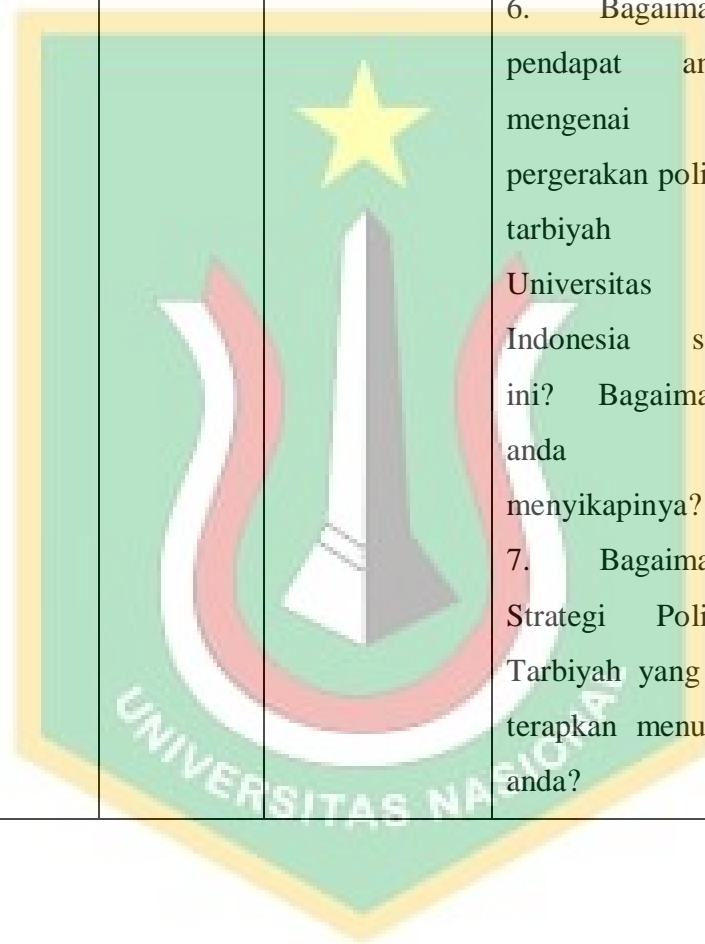 6. Bagaima
pendapat an
mengenai
pergerakan poli
tarbiyah
Universitas
Indonesia s
ini? Bagaima
anda
menyikapinya?
7. Bagaima
Strategi Poli
Tarbiyah yang
terapkan menu
anda?
UNIVERSITAS NASIONAL